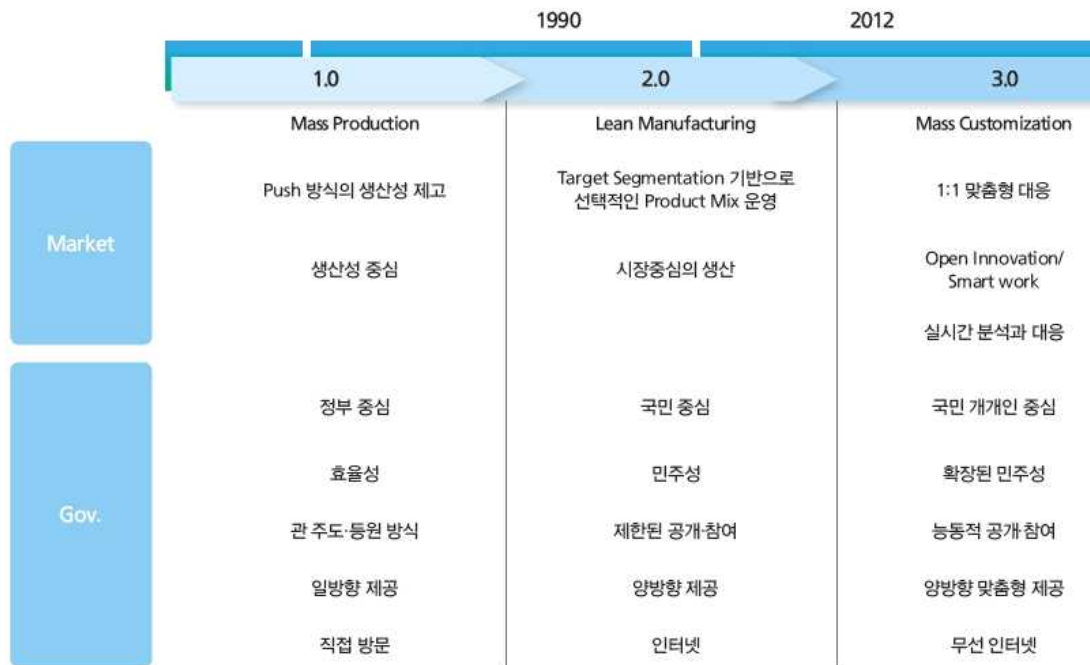 1990 2012
1.0 2.0 3.0
Mass Production Lean Manufacturing Mass Customization
Market
Push 방식의 생산성 제고
Target Segmentation 기반으로
선택적인 Product Mix 운영
1:1 맞춤형 대응
생산성 중심
시장중심의 생산
Open Innovation/
Smart work
실시간 분석과 대응
Gov.
정부 중심 국민 중심 국민 개개인 중심
효율성 민주성 확장된 민주성
관 주도·등원 방식 제한된 공개·참여 능동적 공개·참여
일방향 제공 양방향 제공 양방향 맞춤형 제공
직접 방문 인터넷 무선 인터넷